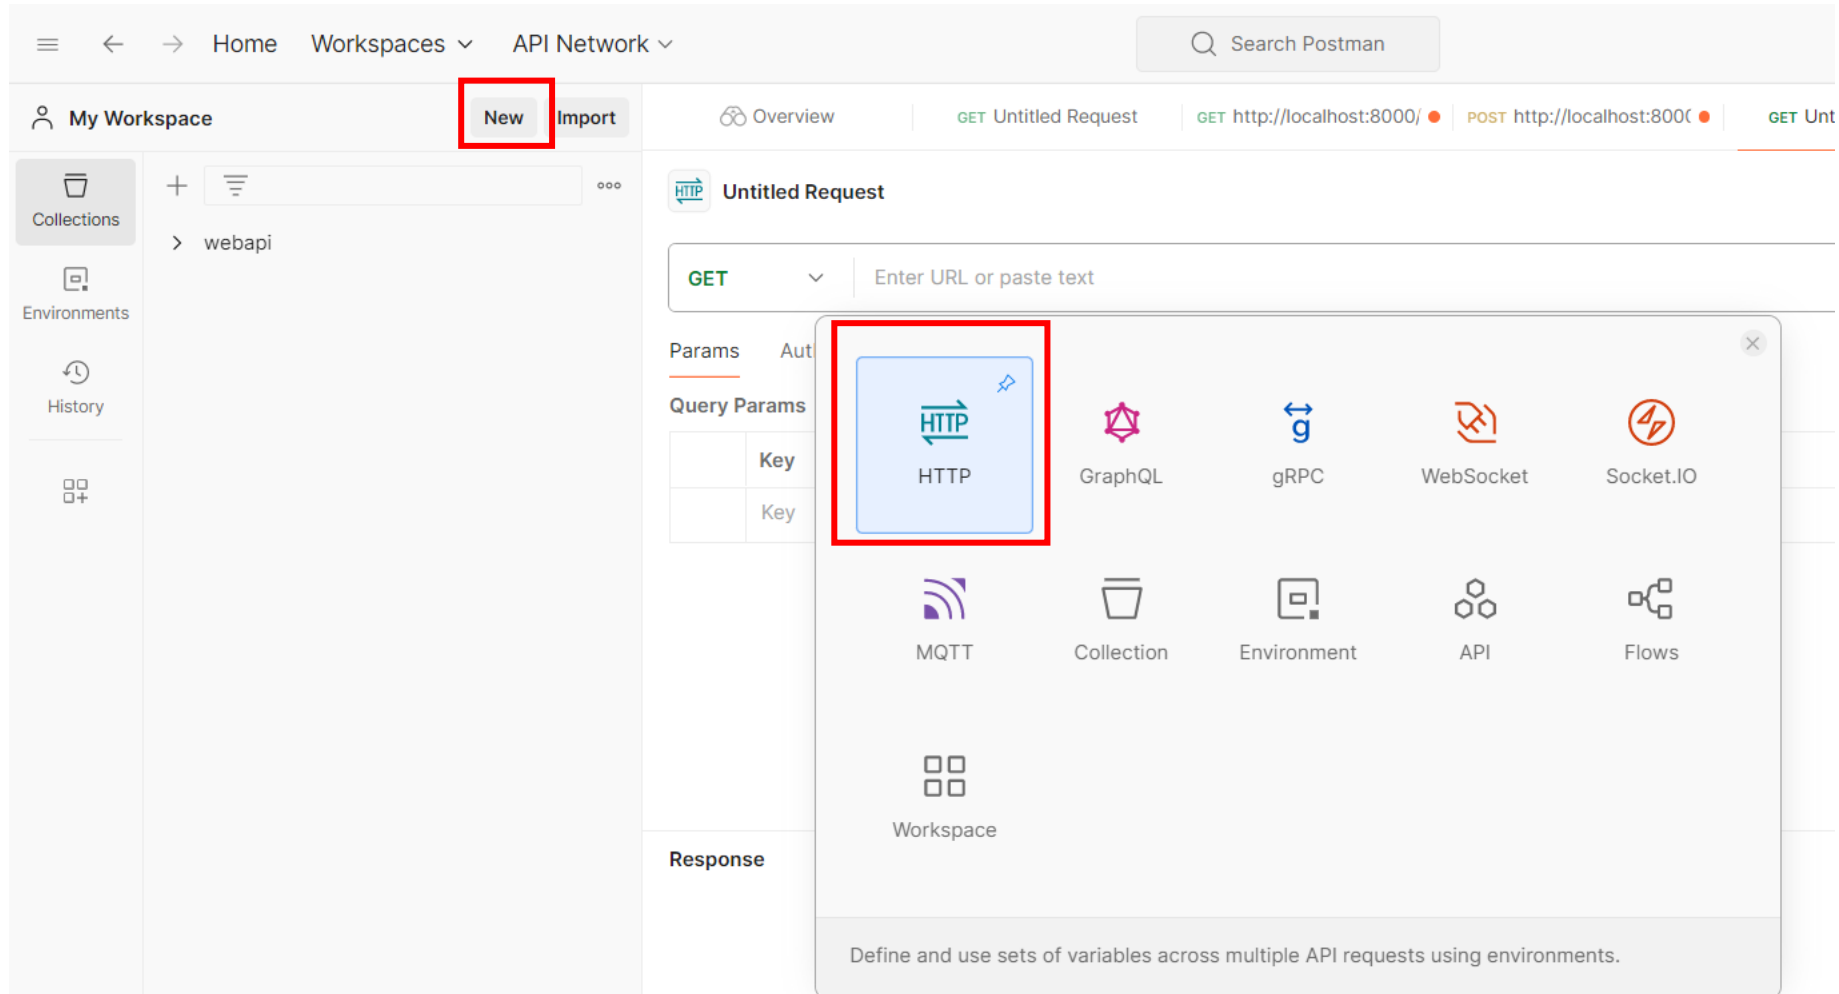 Home Workspaces API Network Search Postman
My Workspace New Import
Overview GET Untitled Request GET http://localhost:8000/ POST http://localhost:800 GET Unt
Collections
webapi
Environments
History
HTTP Untitled Request
GET Enter URL or paste text
Params Aut
Query Params
Key
Key
HTTP
HTTP GraphQL gRPC WebSocket Socket.IO
MQTT Collection Environment API Flows
Workspace
Response
Define and use sets of variables across multiple API requests using environments.